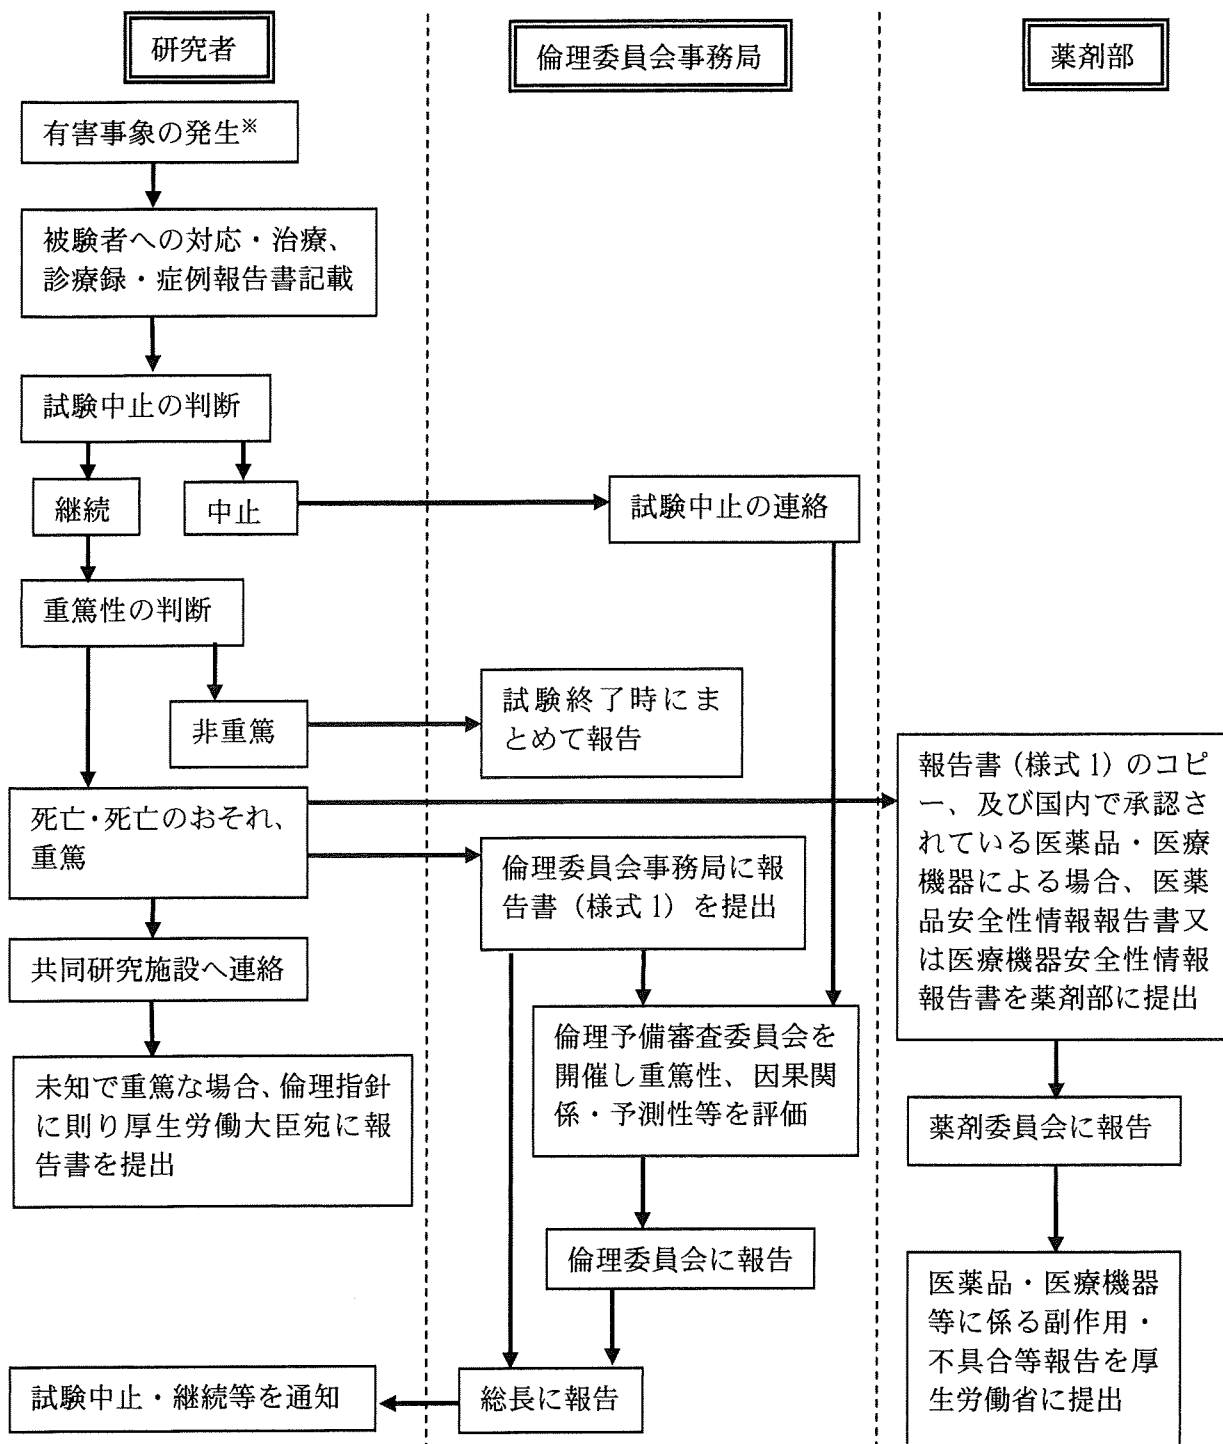 研究者
倫理委員会事務局
薬剤部
有害事象の発生※
被験者への対応・治療、
診療録・症例報告書記載
試験中止の判断
継続
中止
試験中止の連絡
重篤性の判断
非重篤
試験終了時にま
とめて報告
死亡・死亡のおそれ、
重篤
倫理委員会事務局に報
告書（様式1）を提出
報告書（様式1）のコピ
ー、及び国内で承認さ
れている医薬品・医療
機器による場合、医薬
品安全性情報報告書又
は医療機器安全性情報
報告書を薬剤部に提出
共同研究施設へ連絡
倫理予備審査委員会を
開催し重篤性、因果関
係・予測性等を評価
未知で重篤な場合、倫理指針
に則り厚生労働大臣宛に報
告書を提出
薬剤委員会に報告
倫理委員会に報告
医薬品・医療機器
等に係る副作用・
不具合等報告を厚
生労働省に提出
試験中止・継続等を通知
総長に報告